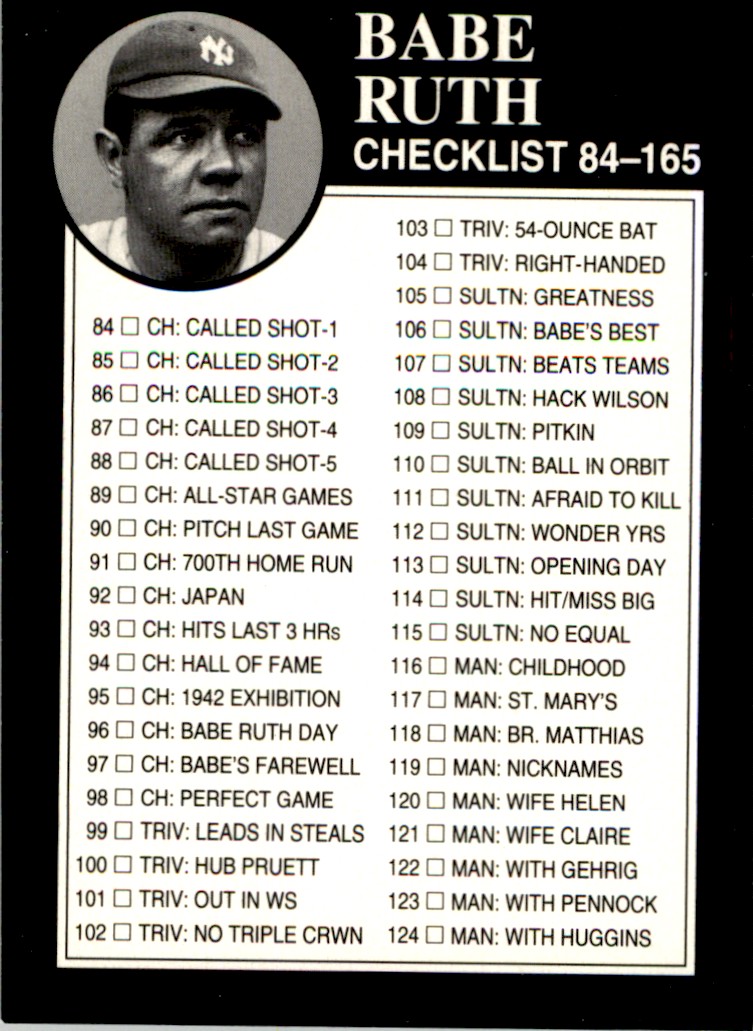 NY
BABE
RUTH
CHECKLIST 84–165
84 □ CH: CALLED SHOT-1
85 □ CH: CALLED SHOT-2
86 □ CH: CALLED SHOT-3
87 □ CH: CALLED SHOT-4
88 □ CH: CALLED SHOT-5
89 □ CH: ALL-STAR GAMES
90 □ CH: PITCH LAST GAME
91 □ CH: 700TH HOME RUN
92 □ CH: JAPAN
93 □ CH: HITS LAST 3 HRs
94 □ CH: HALL OF FAME
95 □ CH: 1942 EXHIBITION
96 □ CH: BABE RUTH DAY
97 □ CH: BABE'S FAREWELL
98 □ CH: PERFECT GAME
99 □ TRIV: LEADS IN STEALS
100 □ TRIV: HUB PRUETT
101 □ TRIV: OUT IN WS
102 □ TRIV: NO TRIPLE CRWN
103 □ TRIV: 54-OUNCE BAT
104 □ TRIV: RIGHT-HANDED
105 □ SULTN: GREATNESS
106 □ SULTN: BABE'S BEST
107 □ SULTN: BEATS TEAMS
108 □ SULTN: HACK WILSON
109 □ SULTN: PITKIN
110 □ SULTN: BALL IN ORBIT
111 □ SULTN: AFRAID TO KILL
112 □ SULTN: WONDER YRS
113 □ SULTN: OPENING DAY
114 □ SULTN: HIT/MISS BIG
115 □ SULTN: NO EQUAL
116 □ MAN: CHILDHOOD
117 □ MAN: ST. MARY'S
118 □ MAN: BR. MATTHIAS
119 □ MAN: NICKNAMES
120 □ MAN: WIFE HELEN
121 □ MAN: WIFE CLAIRE
122 □ MAN: WITH GEHRIG
123 □ MAN: WITH PENNOCK
124 □ MAN: WITH HUGGINS